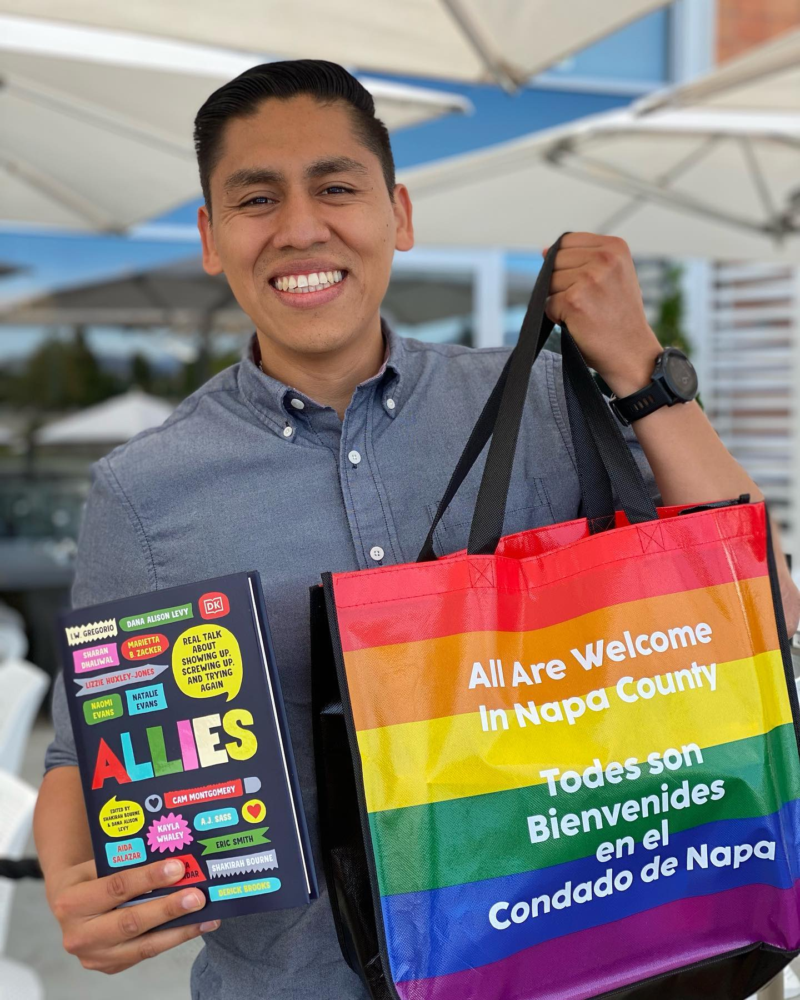 I.W. GREGORIO
DANA ALISON LEVY
DK
SHARAN
DHALIWAL
MARIETTA
B. ZACKER
REAL TALK
ABOUT
SHOWING UP,
SCREWING UP,
AND TRYING
AGAIN
LIZZIE HUXLEY-JONES
NAOMI
EVANS
NATALIE
EVANS
ALLIES
CAM MONTGOMERY
EDITED BY
SHAKIRAH BOURNE
& DANA ALISON
LEVY
KAYLA
WHALEY
A.J. SASS
AIDA
SALAZAR
ERIC SMITH
SHAKIRAH BOURNE
DERICK BROOKS
All Are Welcome
In Napa County
Todes son
Bienvenides
en el
Condado de Napa